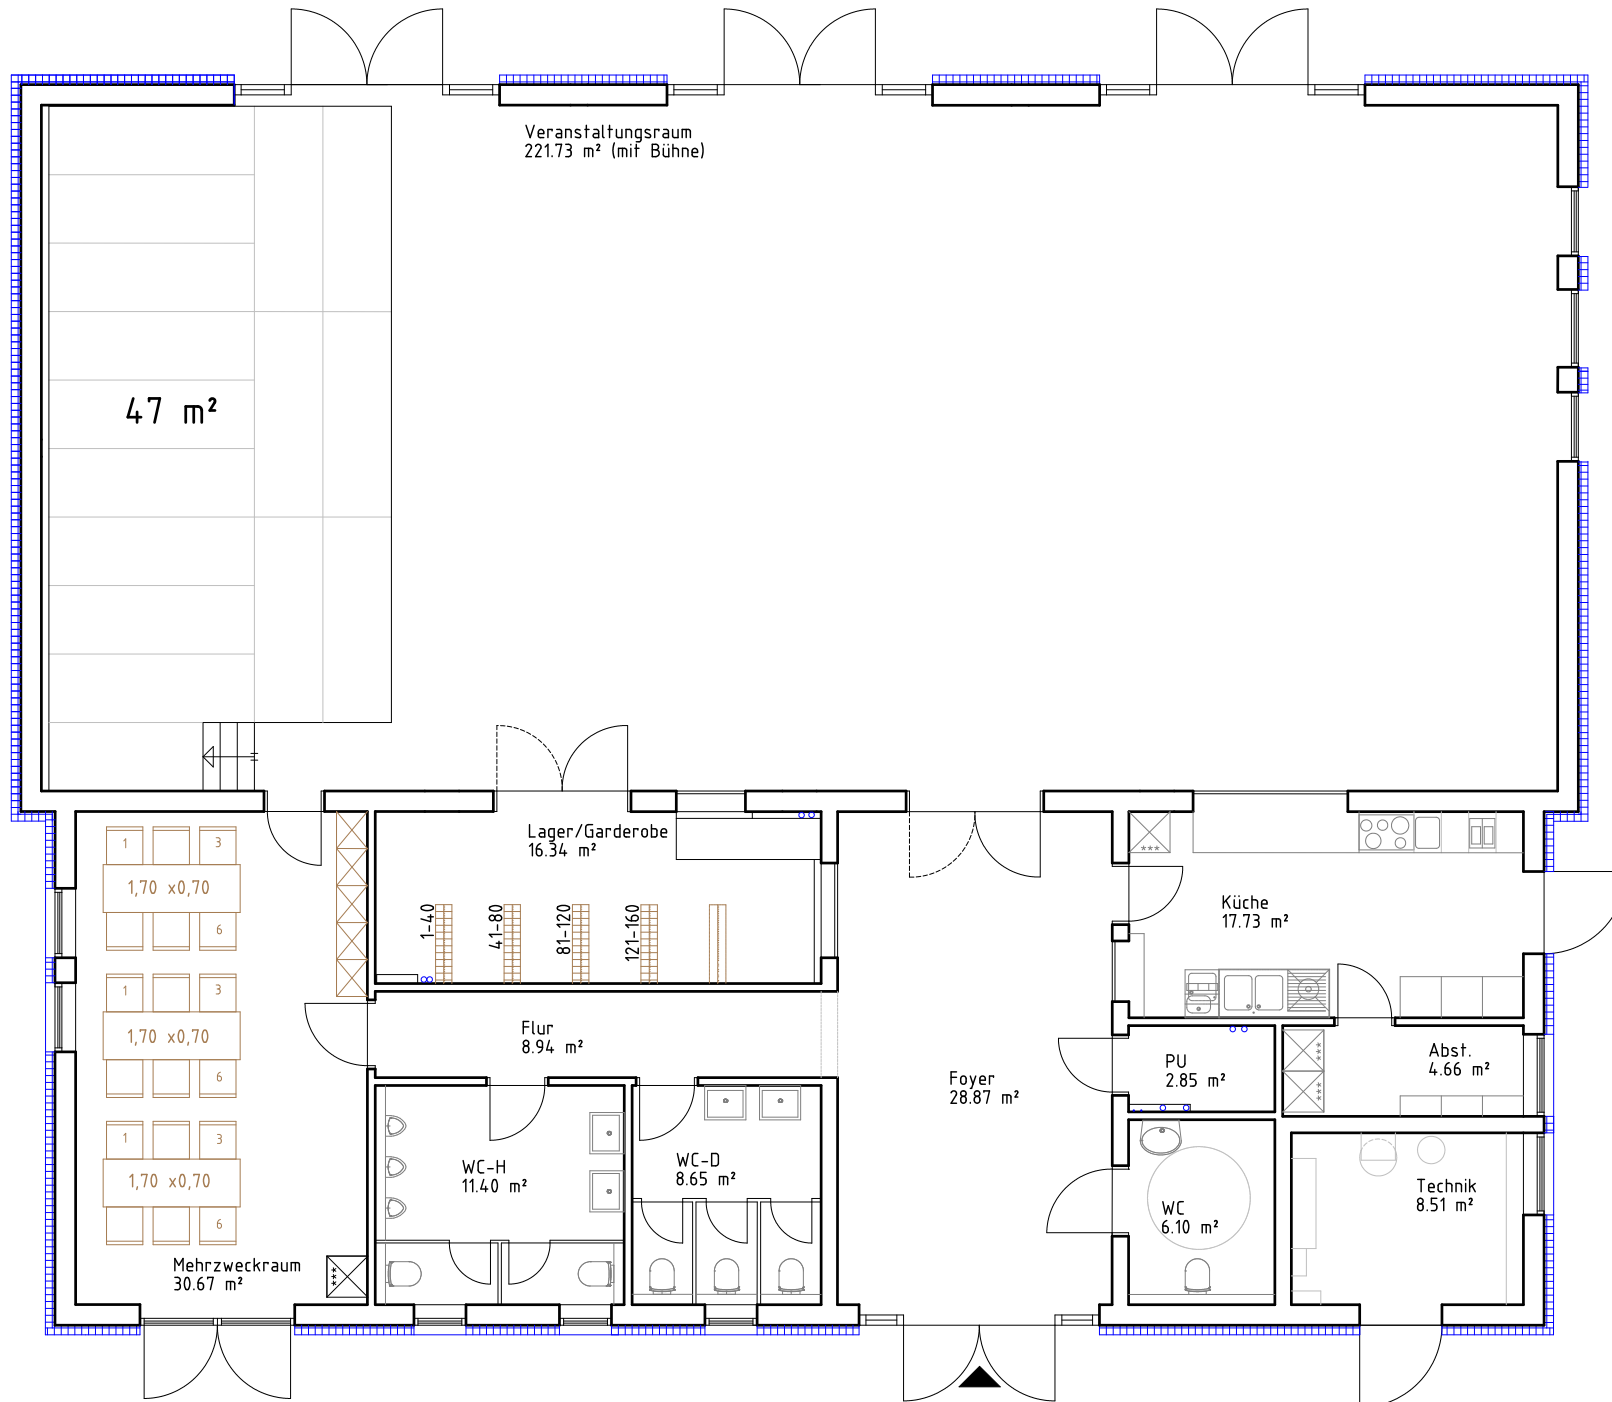 Veranstaltungsraum
221.73 m² (mit Bühne)
47 m²
Lager/Garderobe
16.34 m²
1-40
41-80
81-120
121-160
1
3
1,70 x0,70
6
1
3
1,70 x0,70
6
1
3
1,70 x0,70
6
Mehrzweckraum
30.67 m²
***
Flur
8.94 m²
WC-H
11.40 m²
WC-D
8.65 m²
Foyer
28.87 m²
***
Küche
17.73 m²
PU
2.85 m²
***
***
Abst.
4.66 m²
WC
6.10 m²
Technik
8.51 m²